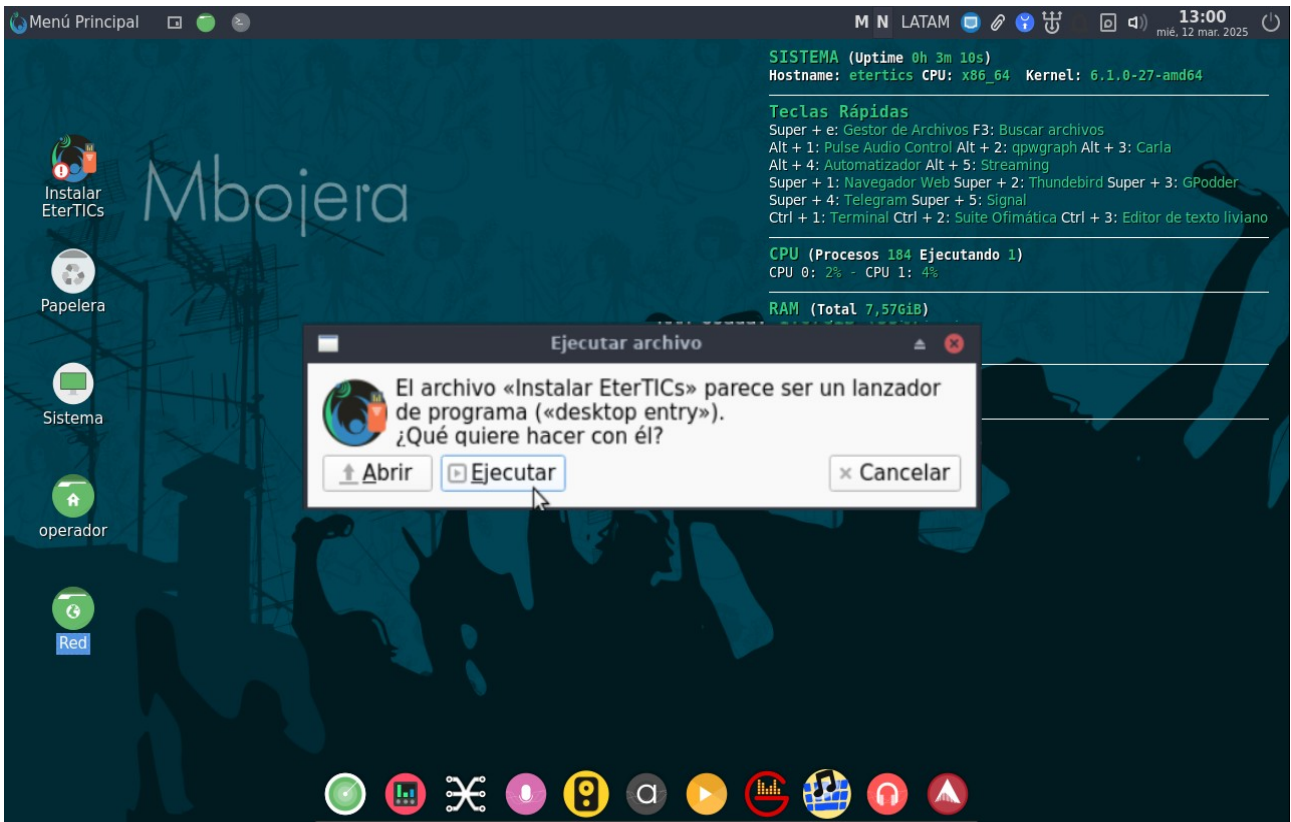 Menú Principal
M N LATAM
13:00
mié, 12 mar. 2025
SISTEMA (Uptime 0h 3m 10s)
Hostname: etertics CPU: x86_64 Kernel: 6.1.0-27-amd64
Teclas Rápidas
Super + e: Gestor de Archivos F3: Buscar archivos
Alt + 1: Pulse Audio Control Alt + 2: qpwgraph Alt + 3: Carla
Alt + 4: Automatizador Alt + 5: Streaming
Super + 1: Navegador Web Super + 2: Thundebird Super + 3: GPodder
Super + 4: Telegram Super + 5: Signal
Ctrl + 1: Terminal Ctrl + 2: Suite Ofimática Ctrl + 3: Editor de texto liviano
CPU (Procesos 184 Ejecutando 1)
CPU 0: 2% - CPU 1: 4%
RAM (Total 7,57GiB)
Instalar
EterTICs
Mbojera
Papelera
Sistema
operador
Red
Ejecutar archivo
El archivo «Instalar EterTICs» parece ser un lanzador
de programa («desktop entry»).
¿Qué quiere hacer con él?
Abrir
Ejecutar
Cancelar